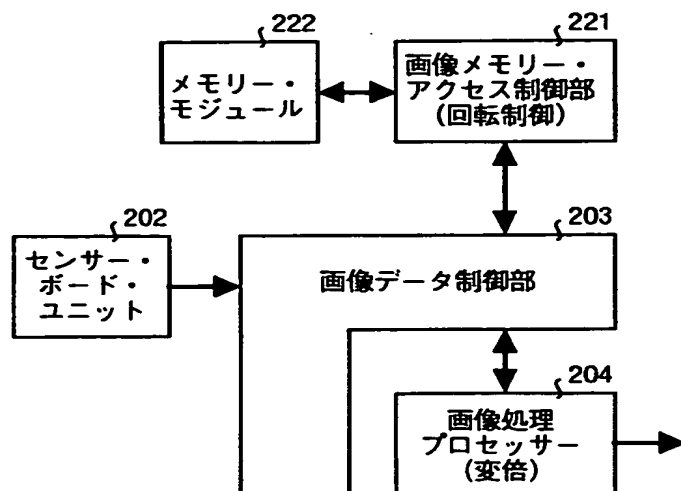 222
メモリー・
モジュール
221
画像メモリー・
アクセス制御部
(回転制御)
202
センサー・
ボード・
ユニット
203
画像データ制御部
204
画像処理
プロセッサー
(変倍)